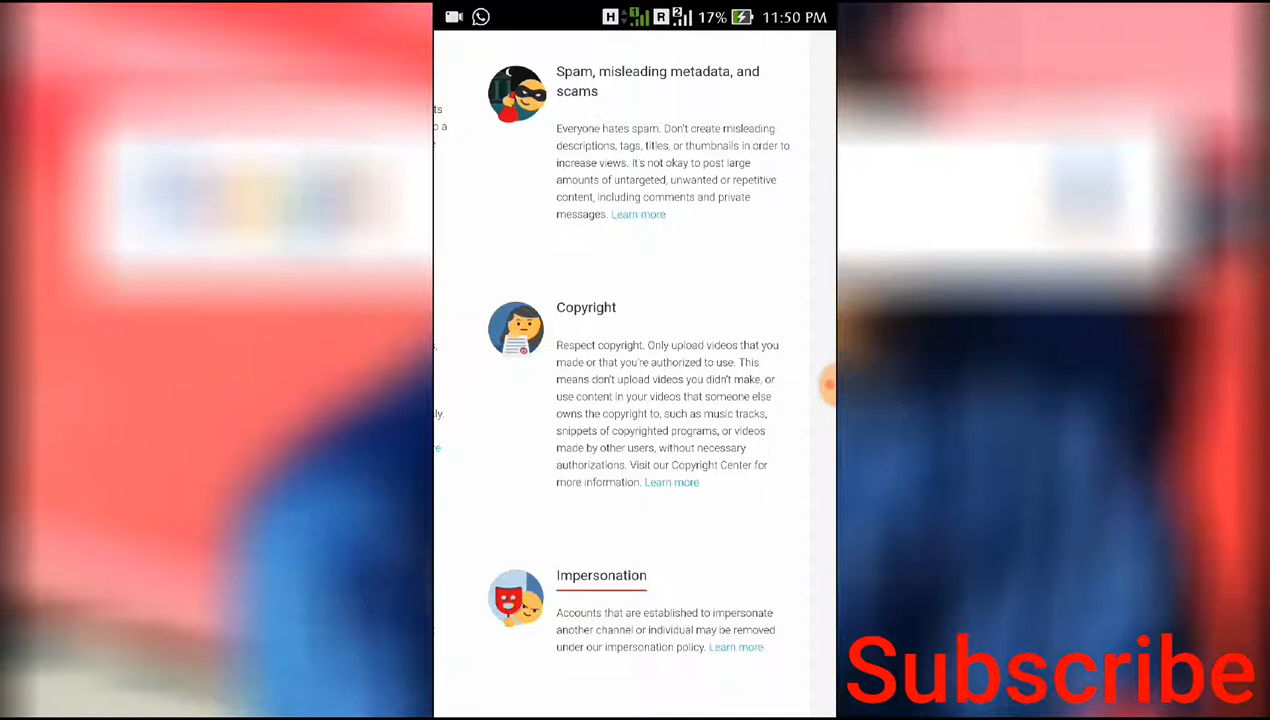 H 1 R 2 17% 11:50 PM
Spam, misleading metadata, and
scams
Everyone hates spam. Don't create misleading
descriptions, tags, titles, or thumbnails in order to
increase views. It's not okay to post large
amounts of untargeted, unwanted or repetitive
content, including comments and private
messages. Learn more
Copyright
Respect copyright. Only upload videos that you
made or that you're authorized to use. This
means don't upload videos you didn't make, or
use content in your videos that someone else
owns the copyright to, such as music tracks,
snippets of copyrighted programs, or videos
made by other users, without necessary
authorizations. Visit our Copyright Center for
more information. Learn more
Impersonation
Accounts that are established to impersonate
another channel or individual may be removed
under our impersonation policy. Learn more
Subscribe